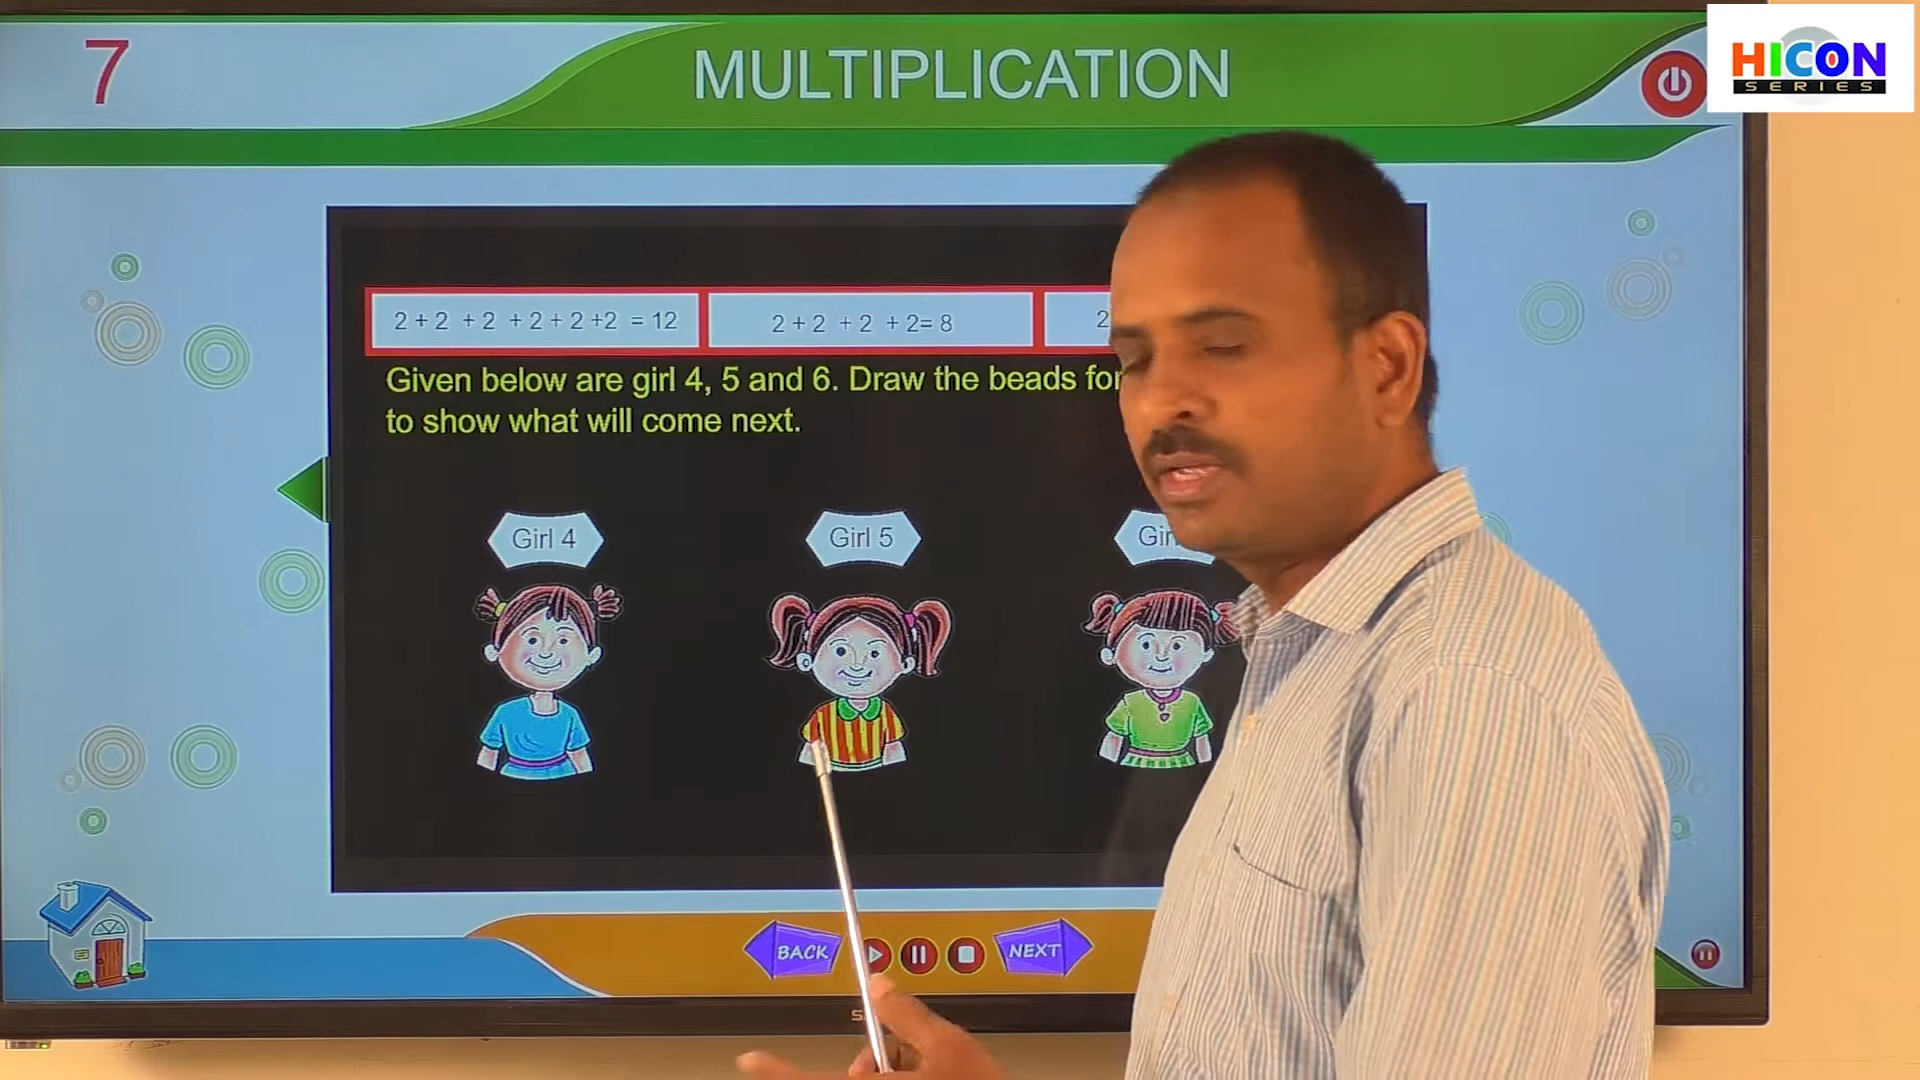 7
MULTIPLICATION
HICON
SERIES
2 + 2 + 2 + 2 + 2 +2 = 12
2 + 2 + 2 +2= 8
2
Given below are girl 4, 5 and 6. Draw the beads for
to show what will come next.
Girl 4
Girl 5
BACK
NEXT